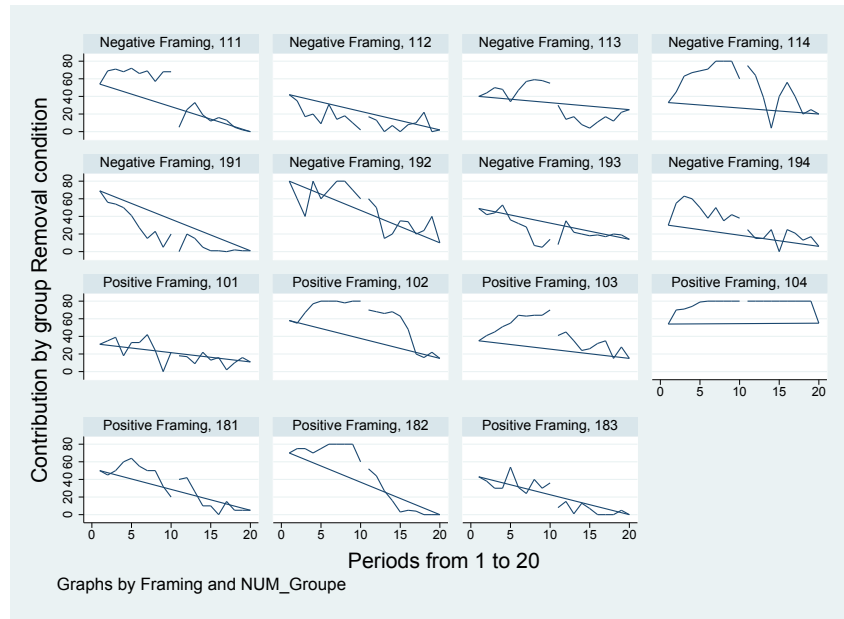 Contribution by group Removal condition
Negative Framing, 111
Negative Framing, 112
Negative Framing, 113
Negative Framing, 114
0 20 40 60 80
Negative Framing, 191
Negative Framing, 192
Negative Framing, 193
Negative Framing, 194
0 20 40 60 80
Positive Framing, 101
Positive Framing, 102
Positive Framing, 103
Positive Framing, 104
0 20 40 60 80
0 5 10 15 20
Positive Framing, 181
Positive Framing, 182
Positive Framing, 183
0 20 40 60 80
0 5 10 15 20
0 5 10 15 20
0 5 10 15 20
Periods from 1 to 20
Graphs by Framing and NUM_Groupe